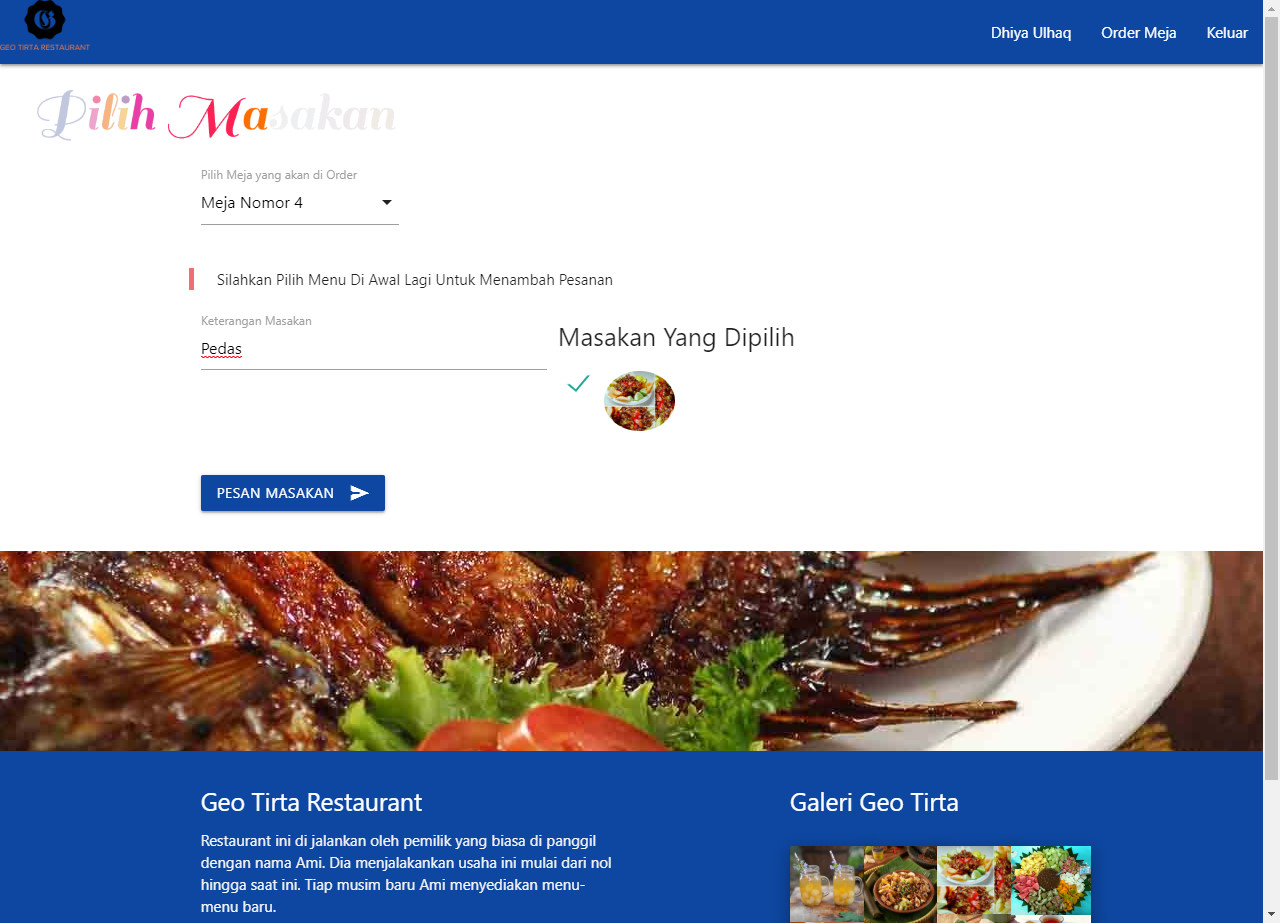 GEO TIRTA RESTAURANT
Dhiya Ulhaq Order Meja Keluar
Pilih Masakan
Pilih Meja yang akan di Order
Meja Nomor 4
Silahkan Pilih Menu Di Awal Lagi Untuk Menambah Pesanan
Keterangan Masakan
Pedas
Masakan Yang Dipilih
PESAN MASAKAN
Geo Tirta Restaurant
Restaurant ini di jalankan oleh pemilik yang biasa di panggil
dengan nama Ami. Dia menjalakankan usaha ini mulai dari nol
hingga saat ini. Tiap musim baru Ami menyediakan menu-
menu baru.
Galeri Geo Tirta